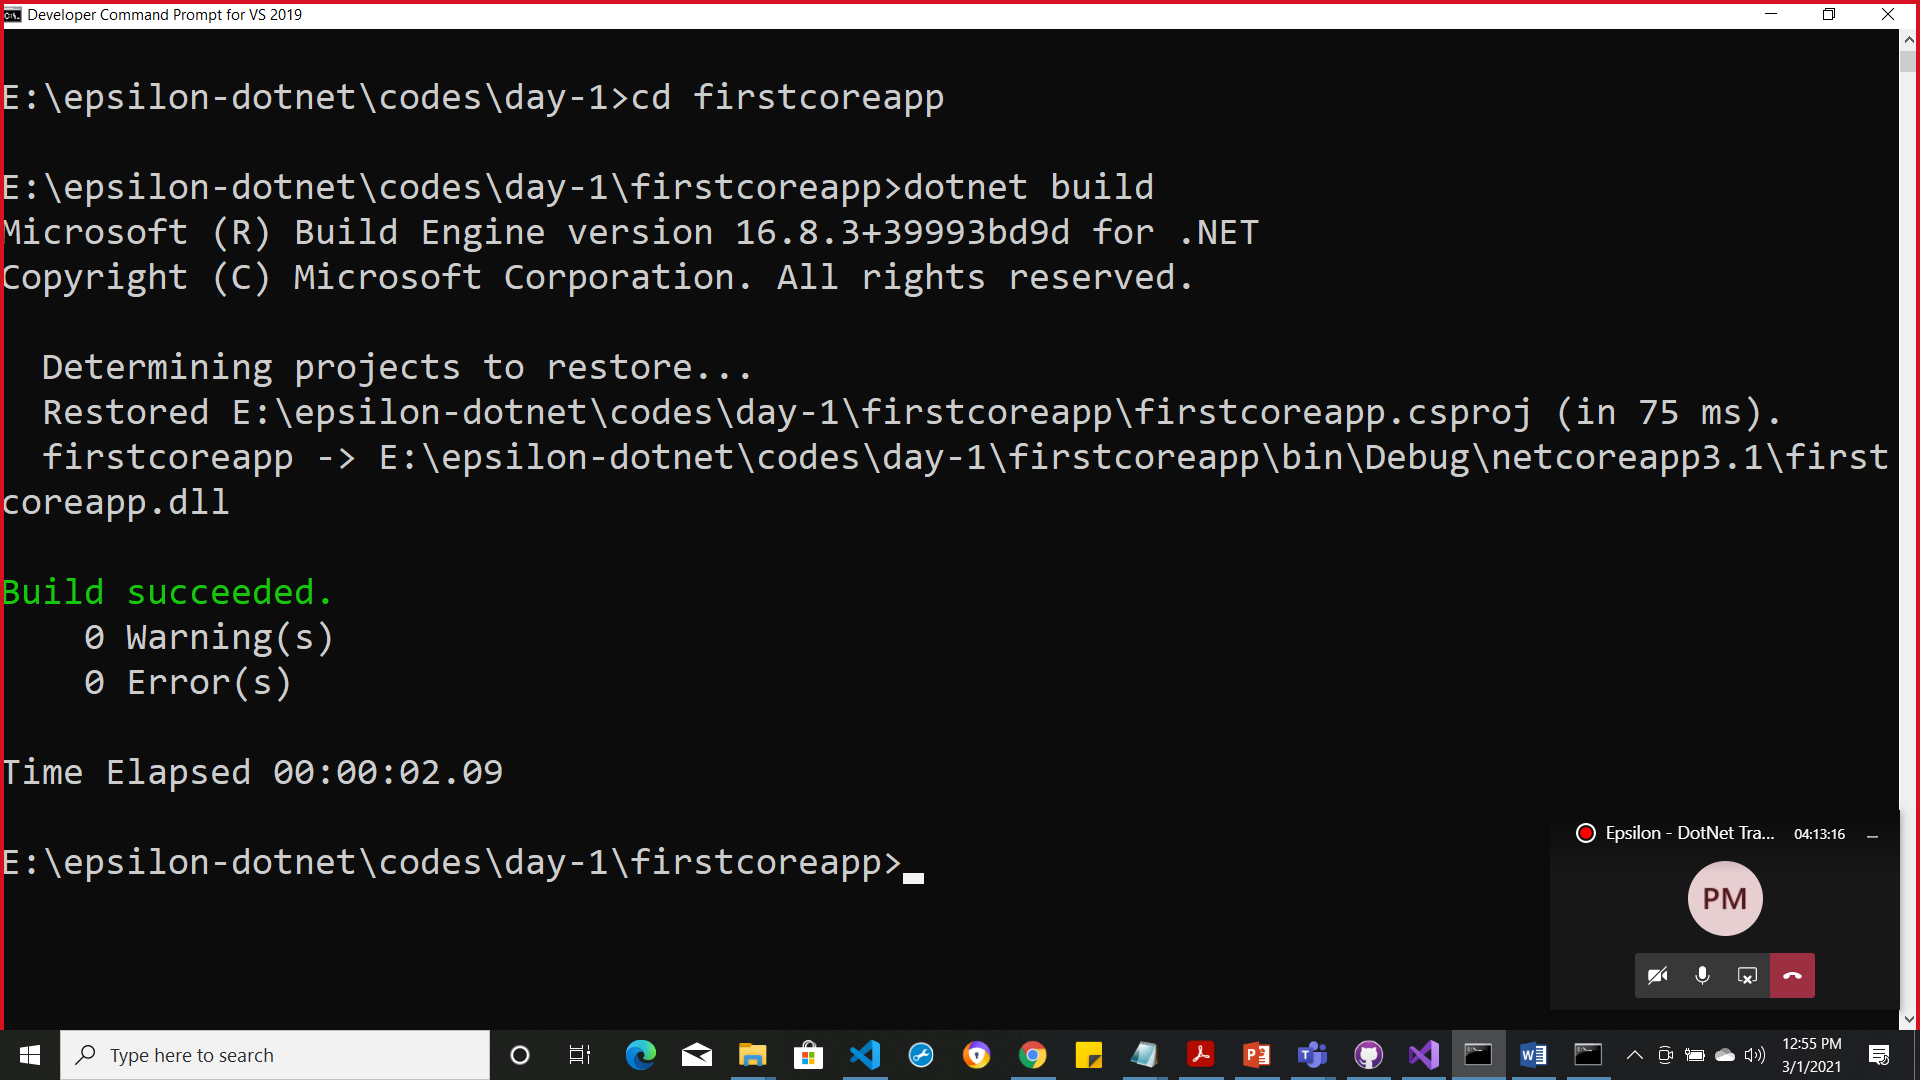 Developer Command Prompt for VS 2019
E:\epsilon-dotnet\codes\day-1>cd firstcoreapp
E:\epsilon-dotnet\codes\day-1\firstcoreapp>dotnet build
Microsoft (R) Build Engine version 16.8.3+39993bd9d for .NET
Copyright (C) Microsoft Corporation. All rights reserved.
Determining projects to restore...
Restored E:\epsilon-dotnet\codes\day-1\firstcoreapp\firstcoreapp.csproj (in 75 ms).
firstcoreapp -> E:\epsilon-dotnet\codes\day-1\firstcoreapp\bin\Debug\netcoreapp3.1\first
coreapp.dll
Build succeeded.
0 Warning(s)
0 Error(s)
Time Elapsed 00:00:02.09
E:\epsilon-dotnet\codes\day-1\firstcoreapp>
Epsilon - DotNet Tra... 04:13:16
PM
Type here to search
12:55 PM
3/1/2021